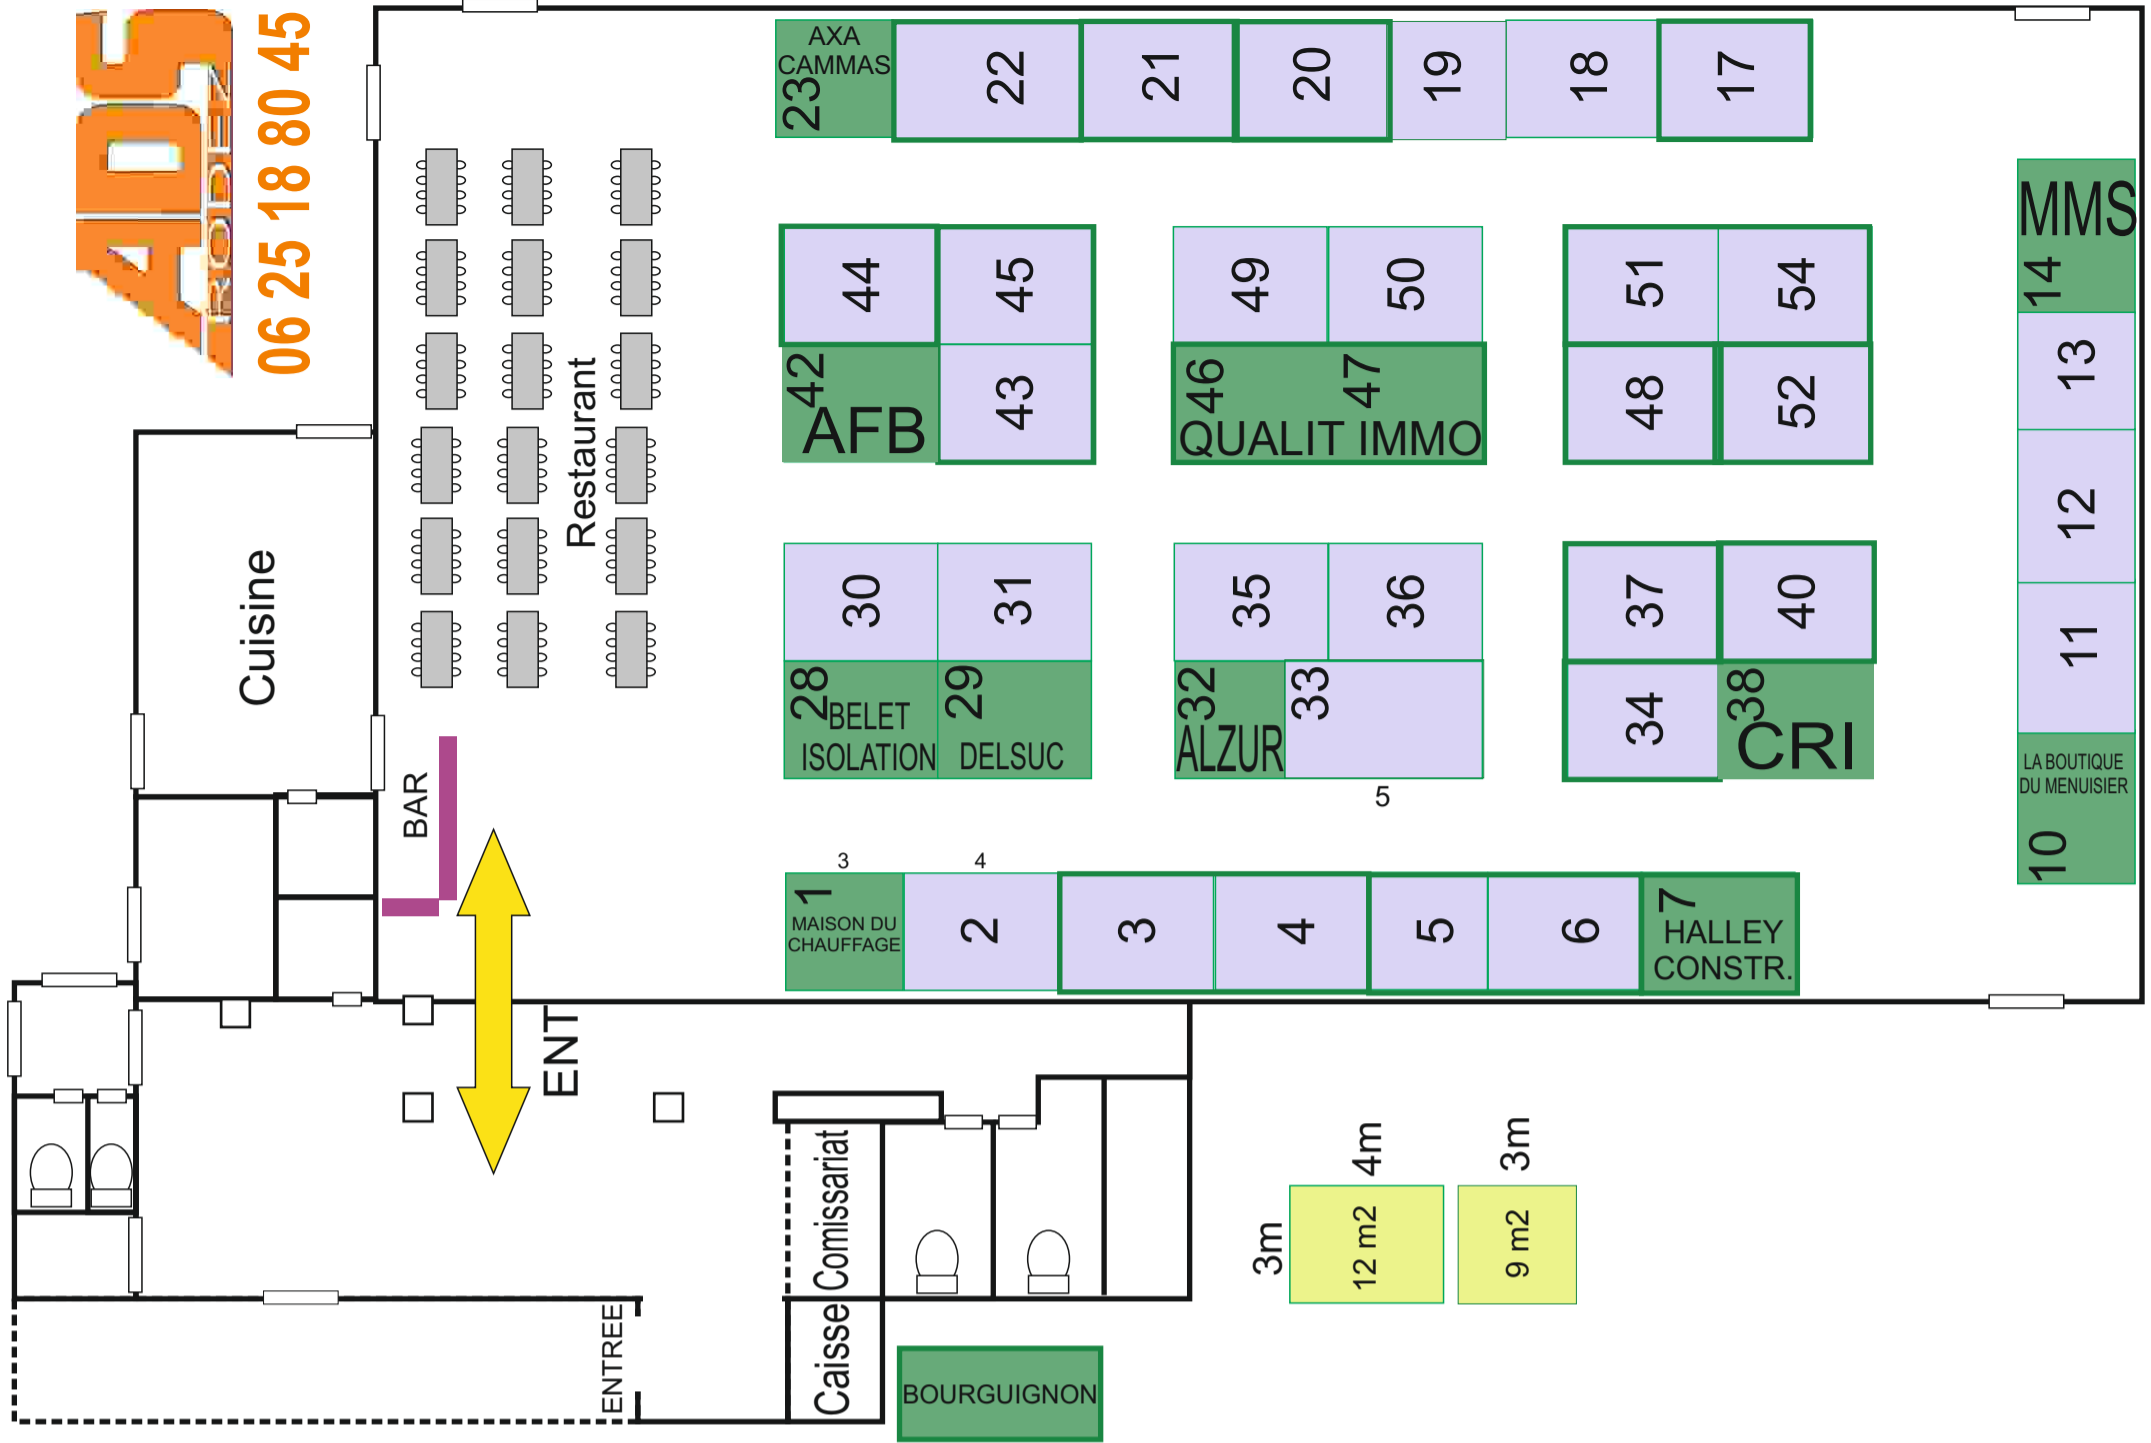 ADS
RODEZ
06 25 18 80 45
AXA
CAMMAS
23
22
21
20
19
18
17
MMS
14
13
12
11
LA BOUTIQUE
DU MENUISIER
10
44
45
42
AFB
43
49
50
46
47
QUALIT IMMO
51
54
48
52
Restaurant
Cuisine
BAR
30
31
28
BELET
ISOLATION
29
DELSUC
35
36
32
ALZUR
33
5
37
40
34
38
CRI
3
4
1
MAISON DU
CHAUFFAGE
2
3
4
5
6
7
HALLEY
CONSTR.
ENT
Comissariat
Caisse
ENTREE
BOURGUIGNON
3m
4m
12 m2
3m
9 m2